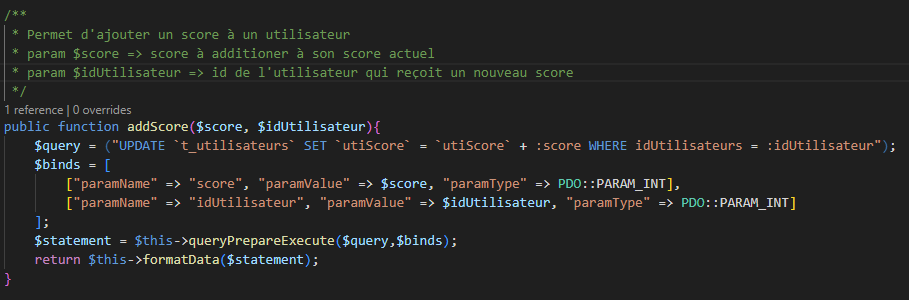 /**
 * Permet d'ajouter un score à un utilisateur
 * param $score => score à additioner à son score actuel
 * param $idUtilisateur => id de l'utilisateur qui reçoit un nouveau score
 */
1 reference | 0 overrides
public function addScore($score, $idUtilisateur){
    $query = ("UPDATE `t_utilisateurs` SET `utiScore` = `utiScore` + :score WHERE idUtilisateurs = :idUtilisateur");
    $binds = [
        ["paramName" => "score", "paramValue" => $score, "paramType" => PDO::PARAM_INT],
        ["paramName" => "idUtilisateur", "paramValue" => $idUtilisateur, "paramType" => PDO::PARAM_INT]
    ];
    $statement = $this->queryPrepareExecute($query,$binds);
    return $this->formatData($statement);
}